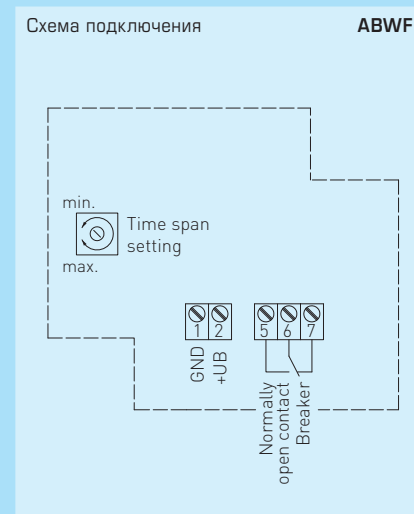 Схема подключения
ABWF
min.
Time span
setting
max.
1 2 5 6 7
GND
+UB
Normally
open contact
Breaker